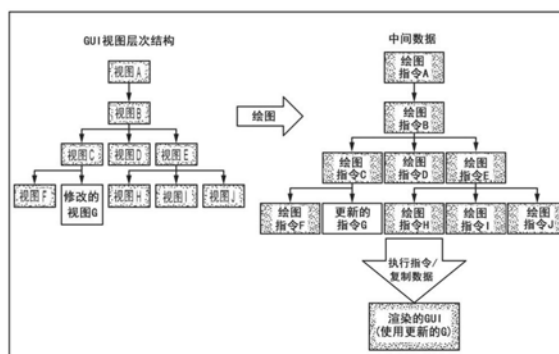 GUI视图层次结构
中间数据
视图A
绘图
指令A
视图B
绘图
绘图
指令B
视图C
视图D
视图E
绘图
指令C
绘图
指令D
绘图
指令E
视图F
修改的
视图G
视图H
视图I
视图J
绘图
指令F
更新的
指令G
绘图
指令H
绘图
指令I
绘图
指令J
执行指令/
复制数据
渲染的GUI
(使用更新的G)